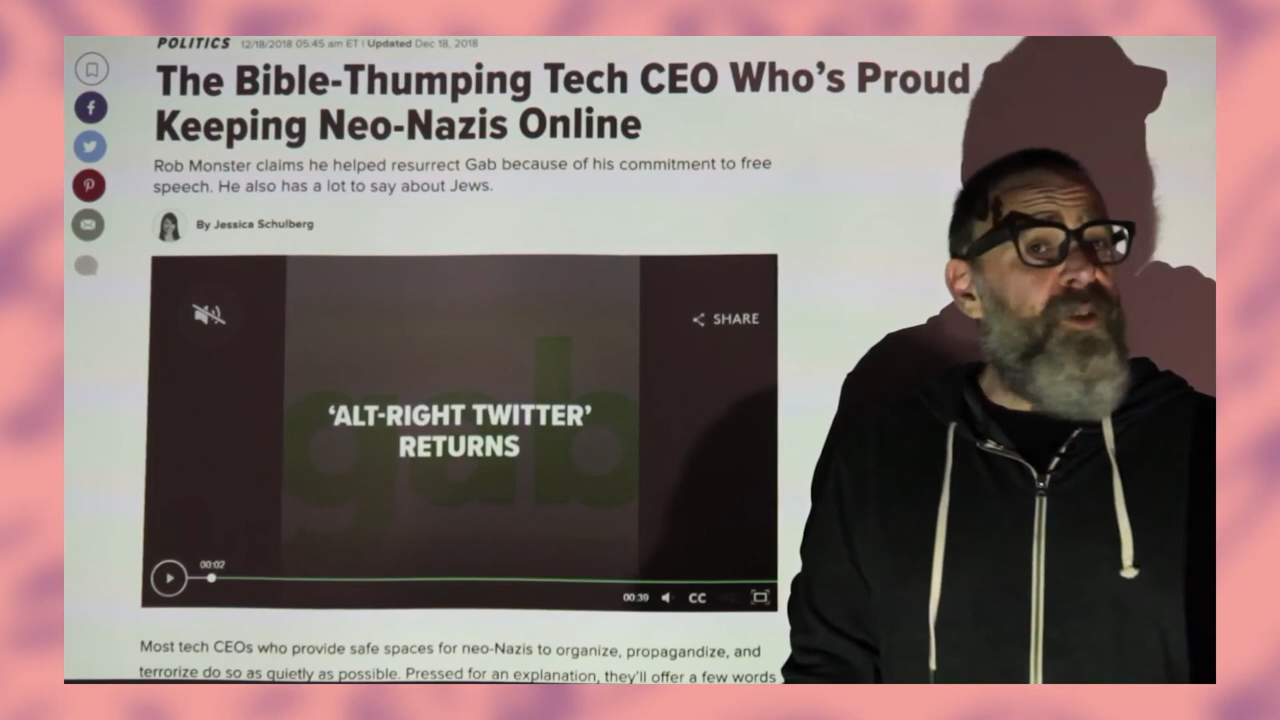 POLITICS 12/18/2018 05:45 am ET | Updated Dec 18, 2018
The Bible-Thumping Tech CEO Who's Proud
Keeping Neo-Nazis Online
Rob Monster claims he helped resurrect Gab because of his commitment to free
speech. He also has a lot to say about Jews.
By Jessica Schulberg
SHARE
gab
'ALT-RIGHT TWITTER'
RETURNS
00:02
00:39 CC
Most tech CEOs who provide safe spaces for neo-Nazis to organize, propagandize, and
terrorize do so as quietly as possible. Pressed for an explanation, they'll offer a few words